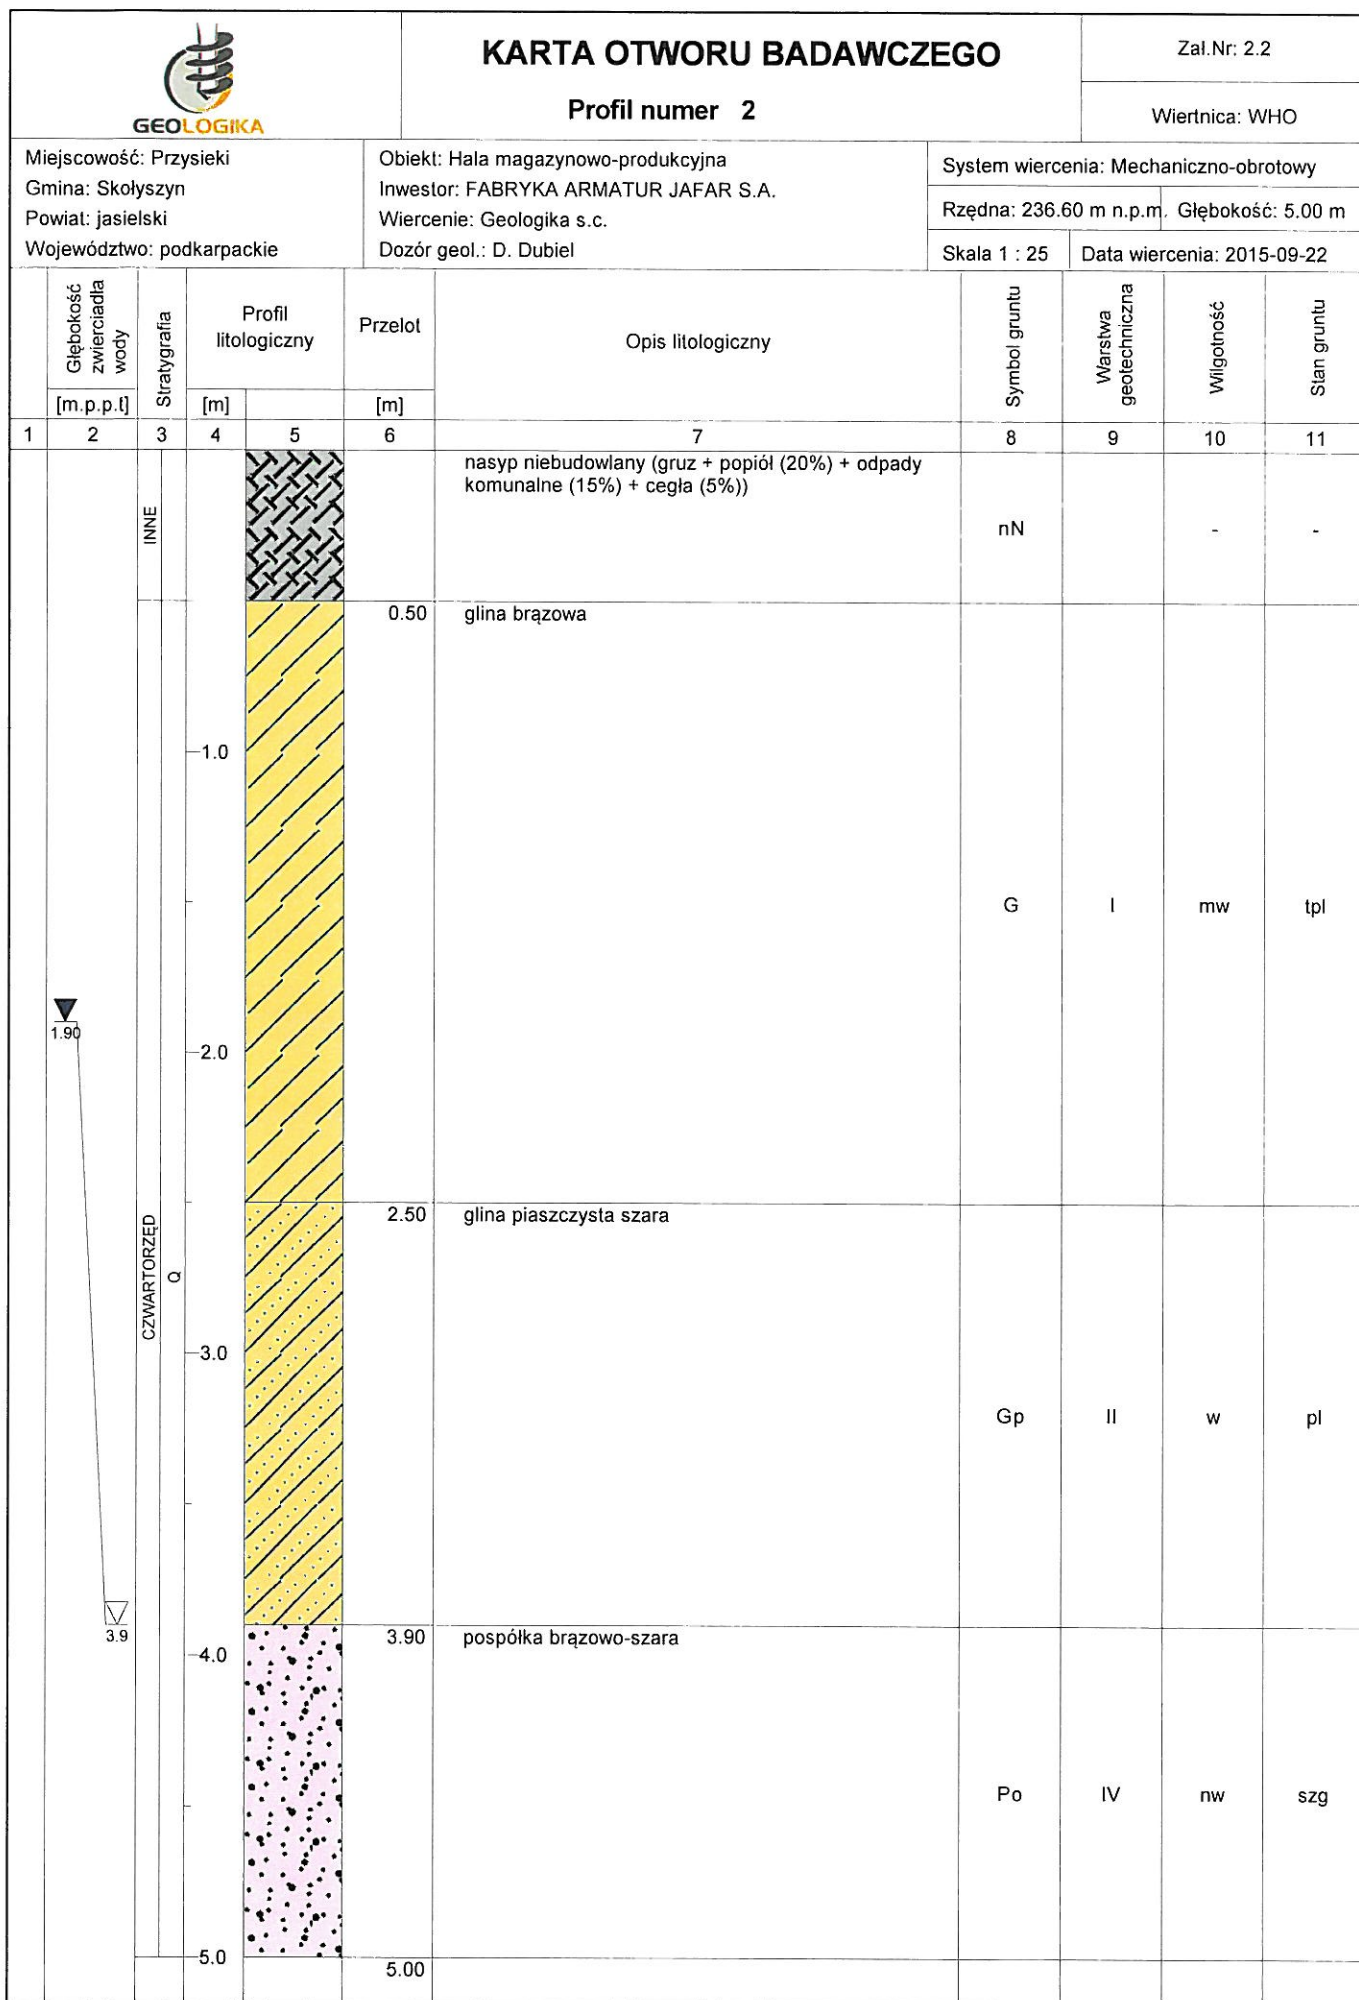 GEOLOGIKA
KARTA OTWORU BADAWCZEGO
Profil numer 2
Zał.Nr: 2.2
Wiertnica: WHO
Miejscowość: Przysieki
Gmina: Skołyszyn
Powiat: jasielski
Województwo: podkarpackie
Obiekt: Hala magazynowo-produkcyjna
Inwestor: FABRYKA ARMATUR JAFAR S.A.
Wiercenie: Geologika s.c.
Dozór geol.: D. Dubiel
System wiercenia: Mechaniczno-obrotowy
Rzędna: 236.60 m n.p.m. Głębokość: 5.00 m
Skala 1 : 25 Data wiercenia: 2015-09-22
Głębokość
zwierciadła
wody
[m.p.p.t]
Stratygrafia
Profil
litologiczny
[m]
Przelot
[m]
Opis litologiczny
Symbol gruntu
Warstwa
geotechniczna
Wilgotność
Stan gruntu
1 2 3 4 5 6 7 8 9 10 11
INNE
nasyp niebudowlany (gruz + popiół (20%) + odpady
komunalne (15%) + cegła (5%))
nN - -
0.50 glina brązowa
1.0
G I mw tpl
1.90
2.0
2.50 glina piaszczysta szara
CZWARTORZĘD
Q
3.0
Gp II w pl
3.9
3.90 pospółka brązowo-szara
4.0
Po IV nw szg
5.0
5.00